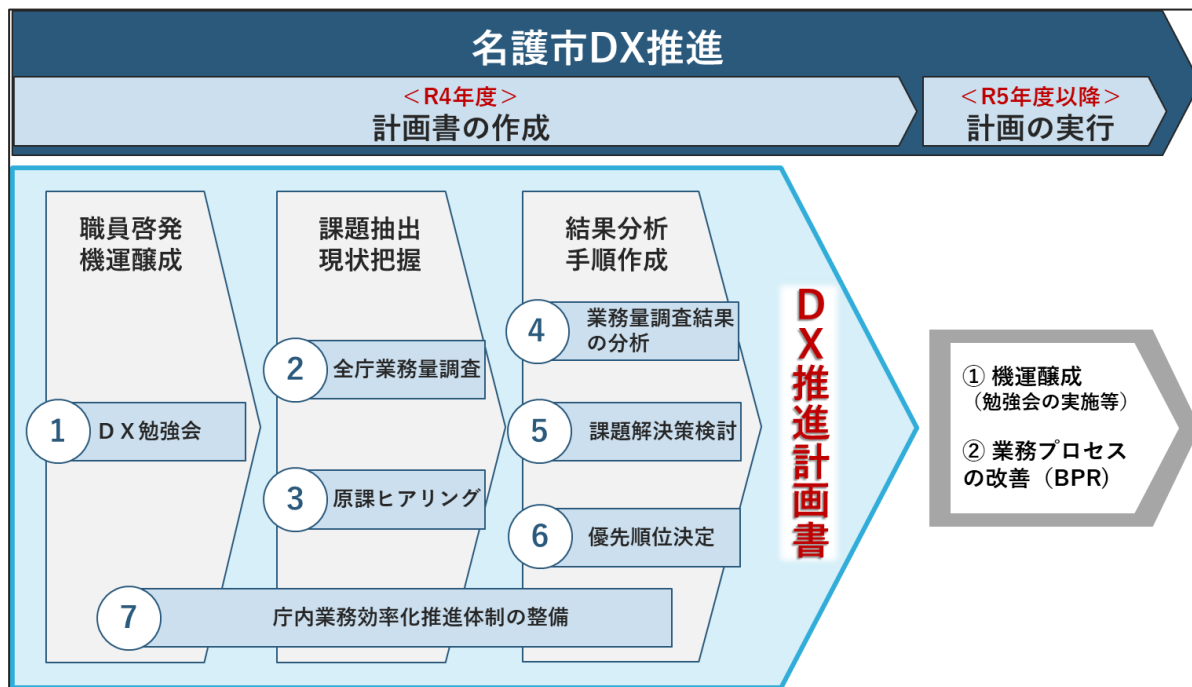 名護市DX推進
＜R4年度＞
計画書の作成
＜R5年度以降＞
計画の実行
職員啓発
機運醸成
課題抽出
現状把握
結果分析
手順作成
1
ＤＸ勉強会
2
全庁業務量調査
3
原課ヒアリング
4
業務量調査結果
の分析
5
課題解決策検討
6
優先順位決定
7
庁内業務効率化推進体制の整備
DX推進計画書
① 機運醸成
（勉強会の実施等）
② 業務プロセス
の改善（BPR）